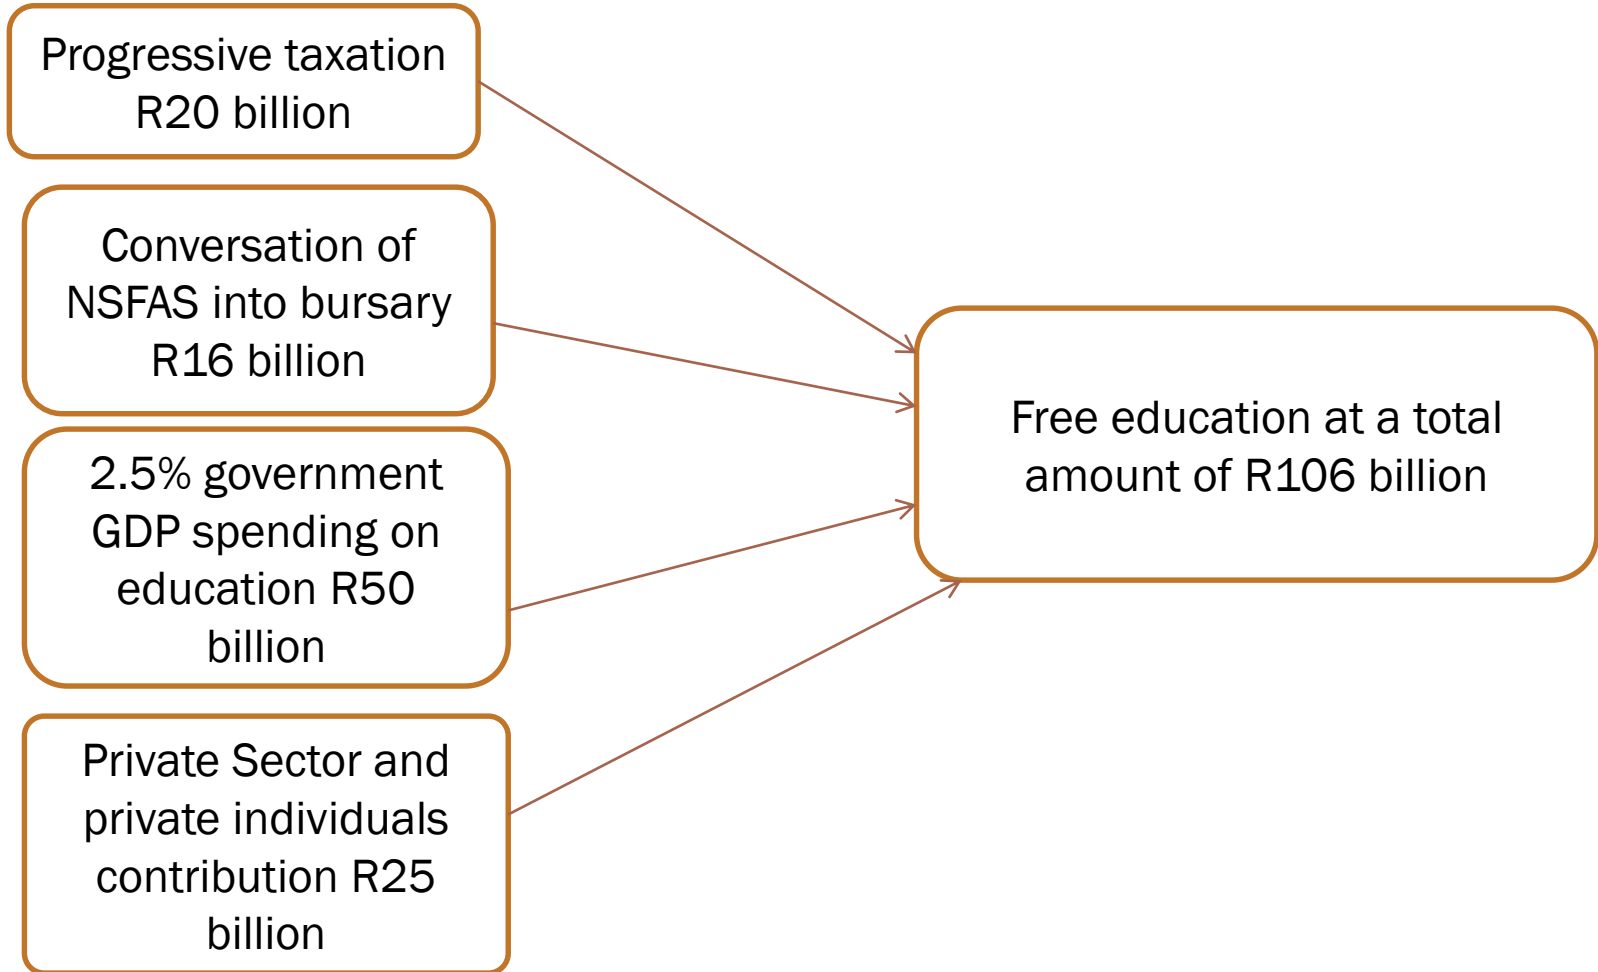 Progressive taxation
R20 billion
Conversation of
NSFAS into bursary
R16 billion
2.5% government
GDP spending on
education R50
billion
Private Sector and
private individuals
contribution R25
billion
Free education at a total
amount of R106 billion